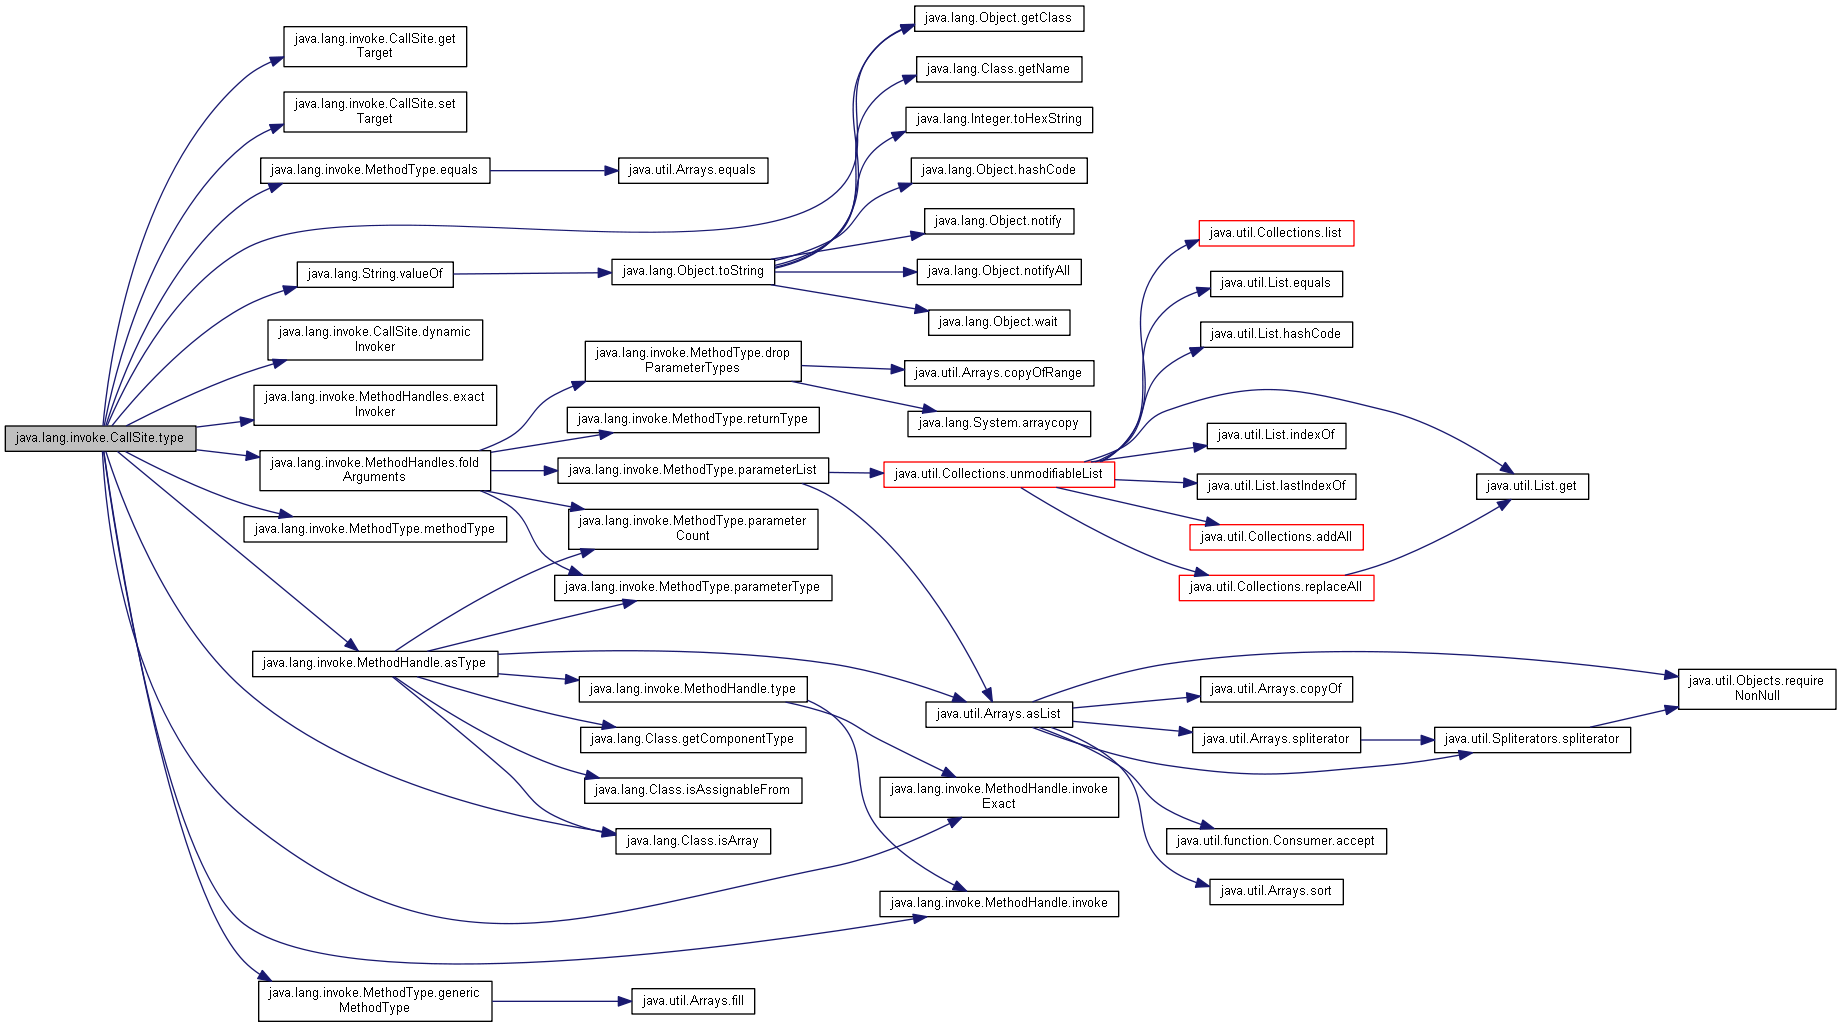 java.lang.invoke.CallSite.type
java.lang.invoke.CallSite.get
Target
java.lang.invoke.CallSite.set
Target
java.lang.invoke.MethodType.equals
java.lang.String.valueOf
java.lang.invoke.CallSite.dynamic
Invoker
java.lang.invoke.MethodHandles.exact
Invoker
java.lang.invoke.MethodHandles.fold
Arguments
java.lang.invoke.MethodType.methodType
java.lang.invoke.MethodHandle.asType
java.lang.invoke.MethodType.generic
MethodType
java.util.Arrays.equals
java.lang.Object.toString
java.lang.invoke.MethodType.drop
ParameterTypes
java.lang.invoke.MethodType.returnType
java.lang.invoke.MethodType.parameterList
java.lang.invoke.MethodType.parameter
Count
java.lang.invoke.MethodType.parameterType
java.lang.invoke.MethodHandle.type
java.lang.Class.getComponentType
java.lang.Class.isAssignableFrom
java.lang.Class.isArray
java.util.Arrays.fill
java.lang.Object.getClass
java.lang.Class.getName
java.lang.Integer.toHexString
java.lang.Object.hashCode
java.lang.Object.notify
java.lang.Object.notifyAll
java.lang.Object.wait
java.util.Arrays.copyOfRange
java.lang.System.arraycopy
java.util.Collections.unmodifiableList
java.util.Arrays.asList
java.lang.invoke.MethodHandle.invoke
Exact
java.lang.invoke.MethodHandle.invoke
java.util.Collections.list
java.util.List.equals
java.util.List.hashCode
java.util.List.indexOf
java.util.List.lastIndexOf
java.util.Collections.addAll
java.util.Collections.replaceAll
java.util.Arrays.copyOf
java.util.Arrays.spliterator
java.util.function.Consumer.accept
java.util.Arrays.sort
java.util.List.get
java.util.Spliterators.spliterator
java.util.Objects.require
NonNull